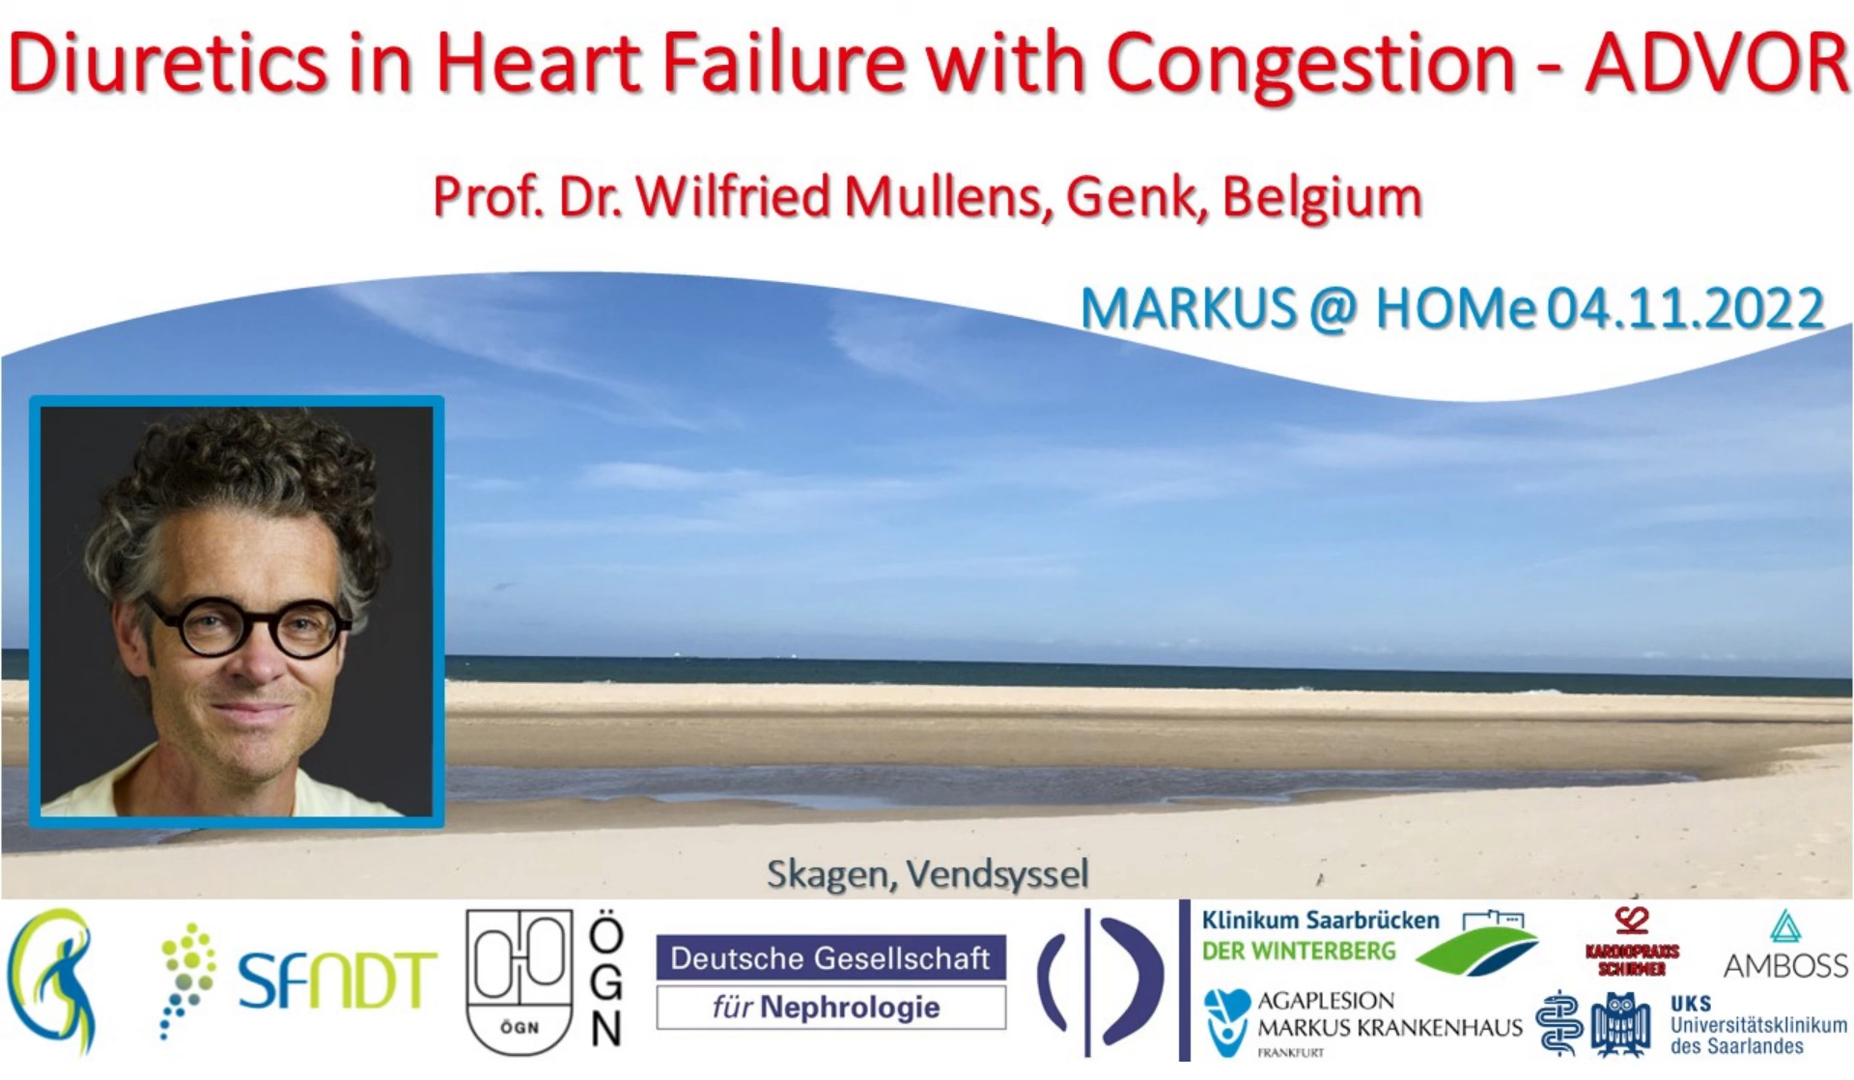 Diuretics in Heart Failure with Congestion - ADVOR
Prof. Dr. Wilfried Mullens, Genk, Belgium
MARKUS @ HOMe 04.11.2022
Skagen, Vendsyssel
SFNDT
ÖGN
ÖGN
Deutsche Gesellschaft
für Nephrologie
Klinikum Saarbrücken
DER WINTERBERG
KARDIOPRAXIS
SCHIRMER
AMBOSS
AGAPLESION
MARKUS KRANKENHAUS
FRANKFURT
UKS
Universitätsklinikum
des Saarlandes